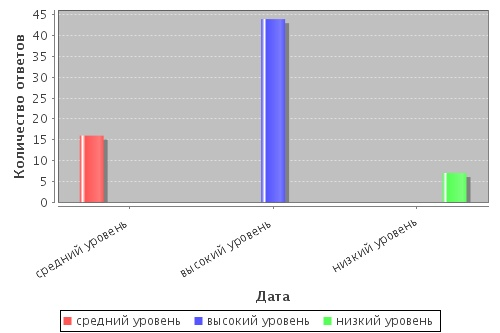 Количество ответов
45
40
35
30
25
20
15
10
5
0
средний уровень
высокий уровень
низкий уровень
Дата
средний уровень высокий уровень низкий уровень